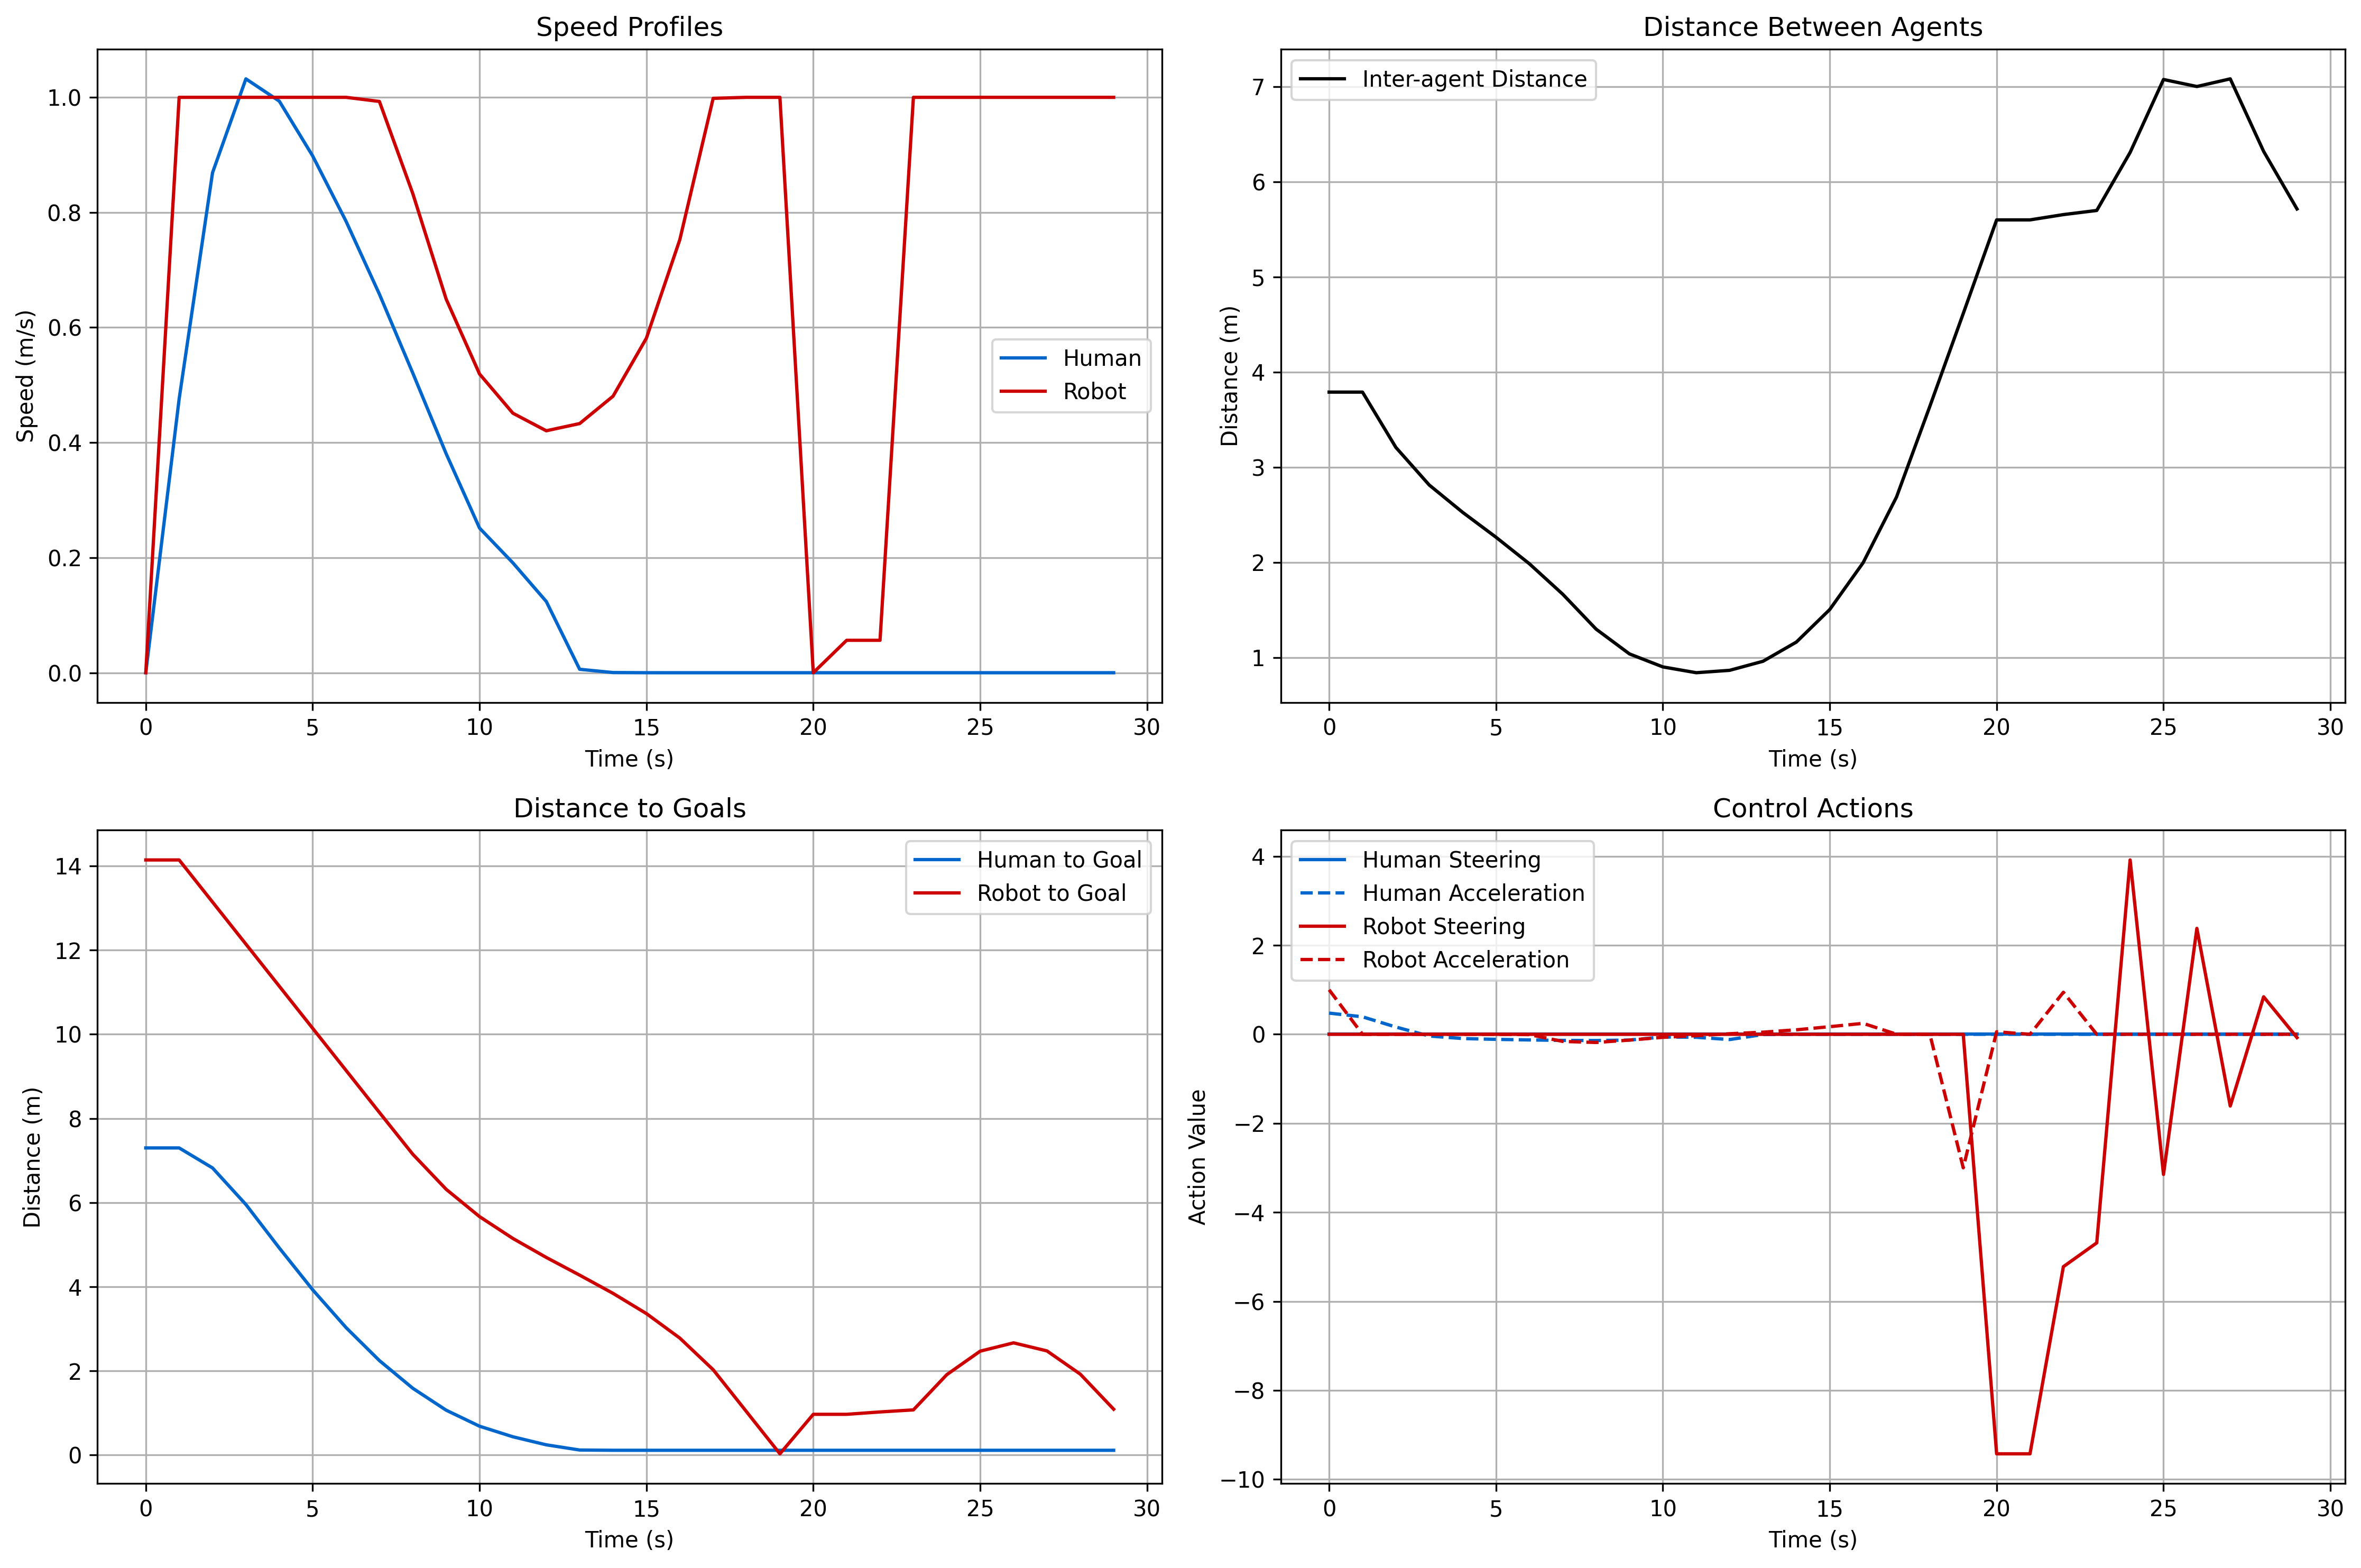 Speed Profiles
Speed (m/s)
1.0
0.8
0.6
0.4
0.2
0.0
Human
Robot
0 5 10 15 20 25 30
Time (s)
Distance Between Agents
Distance (m)
7
6
5
4
3
2
1
Inter-agent Distance
0 5 10 15 20 25 30
Time (s)
Distance to Goals
Distance (m)
14
12
10
8
6
4
2
0
Human to Goal
Robot to Goal
0 5 10 15 20 25 30
Time (s)
Control Actions
Action Value
4
2
0
−2
−4
−6
−8
−10
Human Steering
Human Acceleration
Robot Steering
Robot Acceleration
0 5 10 15 20 25 30
Time (s)